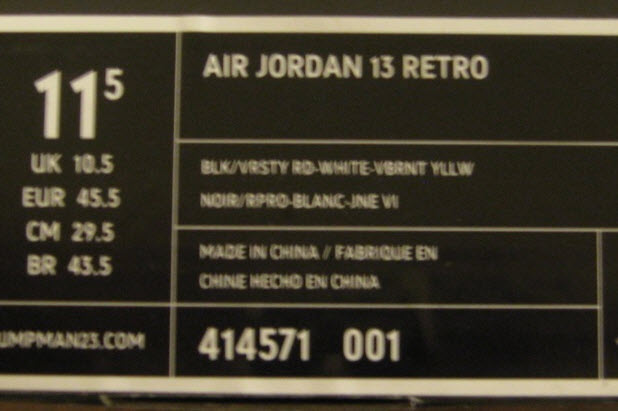 11⁵
UK 10.5
EUR 45.5
CM 29.5
BR 43.5
UMPMAN23.COM
AIR JORDAN 13 RETRO
BLK/VRSTY RD-WHITE-VBRNT YLLW
NOIR/RPRO-BLANC-JNE VI
MADE IN CHINA / FABRIQUE EN
CHINE HECHO EN CHINA
414571 001